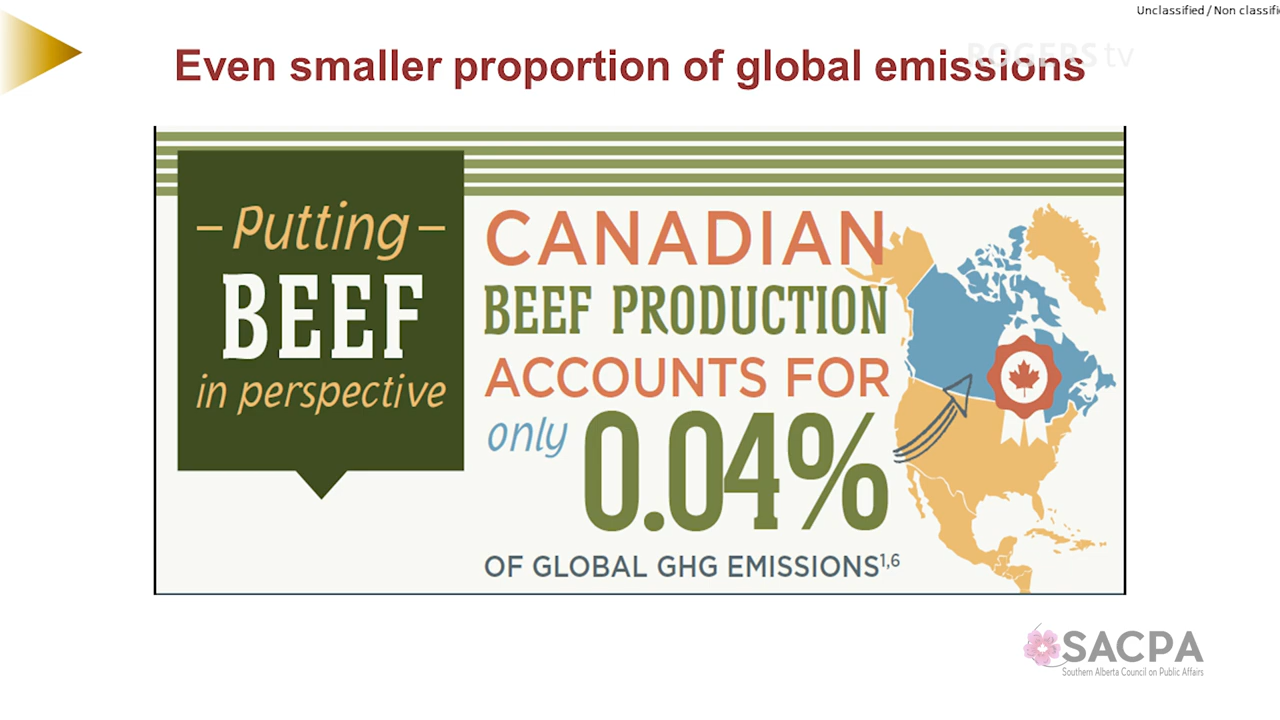 Unclassified / Non classifi
ROGERS tv
Even smaller proportion of global emissions
– Putting –
BEEF
in perspective
CANADIAN
BEEF PRODUCTION
ACCOUNTS FOR
only 0.04%
OF GLOBAL GHG EMISSIONS1,6
SACPA
Southern Alberta Council on Public Affairs